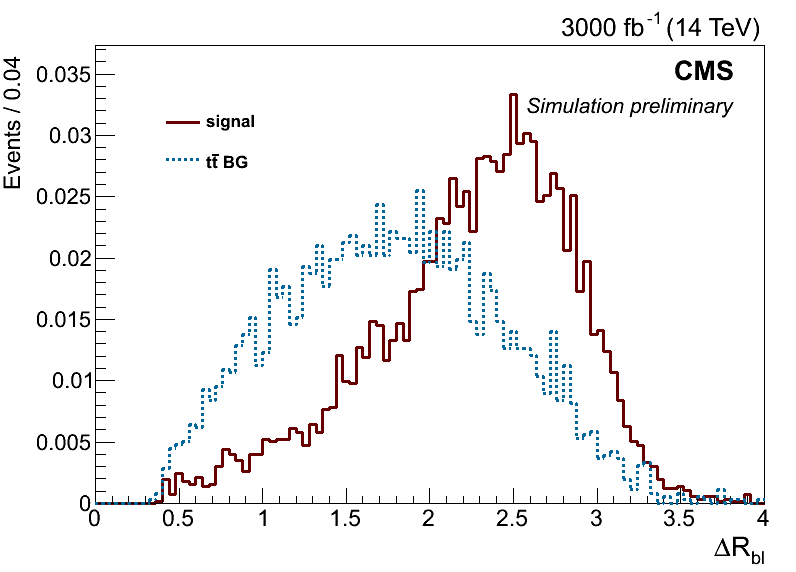 3000 fb⁻¹ (14 TeV)
CMS
Simulation preliminary
signal
tt̄ BG
Events / 0.04
0.035
0.03
0.025
0.02
0.015
0.01
0.005
0
0 0.5 1 1.5 2 2.5 3 3.5 4
ΔR_bl